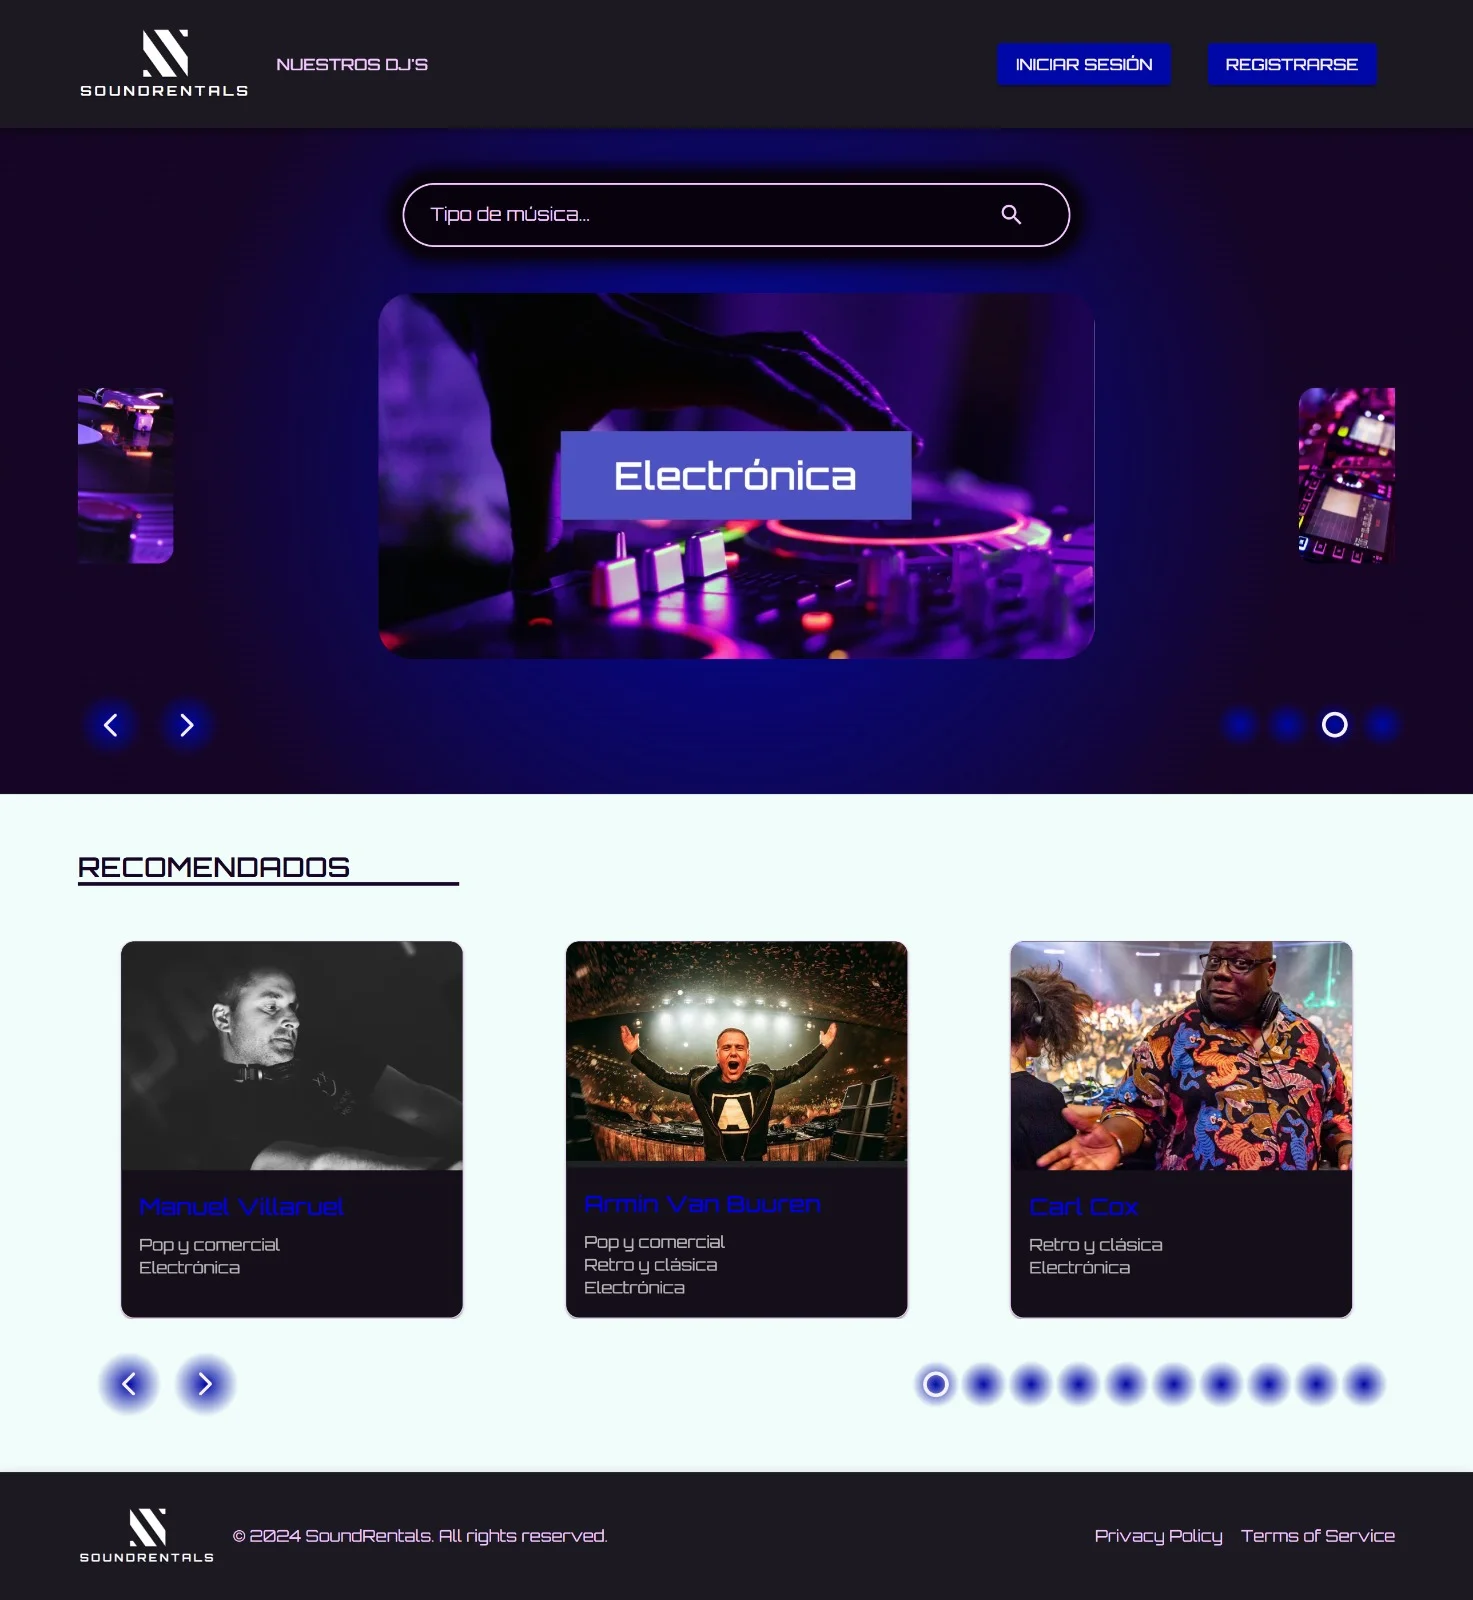 SOUNDRENTALS
NUESTROS DJ'S
INICIAR SESIÓN
REGISTRARSE
Tipo de música...
Electrónica
RECOMENDADOS
Manuel Villaruel
Pop y comercial
Electrónica
Armin Van Buuren
Pop y comercial
Retro y clásica
Electrónica
Carl Cox
Retro y clásica
Electrónica
SOUNDRENTALS
© 2024 SoundRentals. All rights reserved.
Privacy Policy
Terms of Service